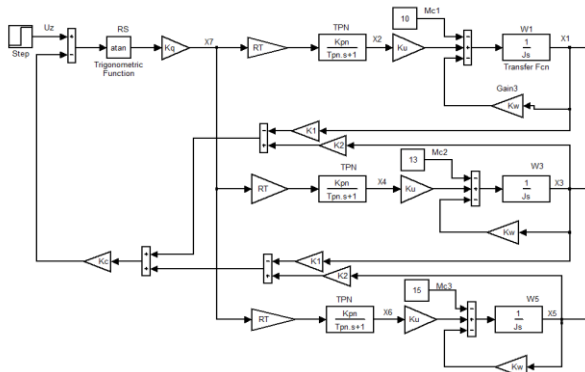 Uz
Step
RS
atan
Trigonometric
Function
Kq
X7
RT
TPN
Kpn
Tpn.s+1
X2
Ku
10
Mc1
W1
1
Js
Transfer Fcn
X1
Gain3
Kw
K1
K2
RT
TPN
Kpn
Tpn.s+1
X4
Ku
13
Mc2
W3
1
Js
X3
Kw
Kc
K1
K2
RT
TPN
Kpn
Tpn.s+1
X6
Ku
15
Mc3
W5
1
Js
X5
Kw